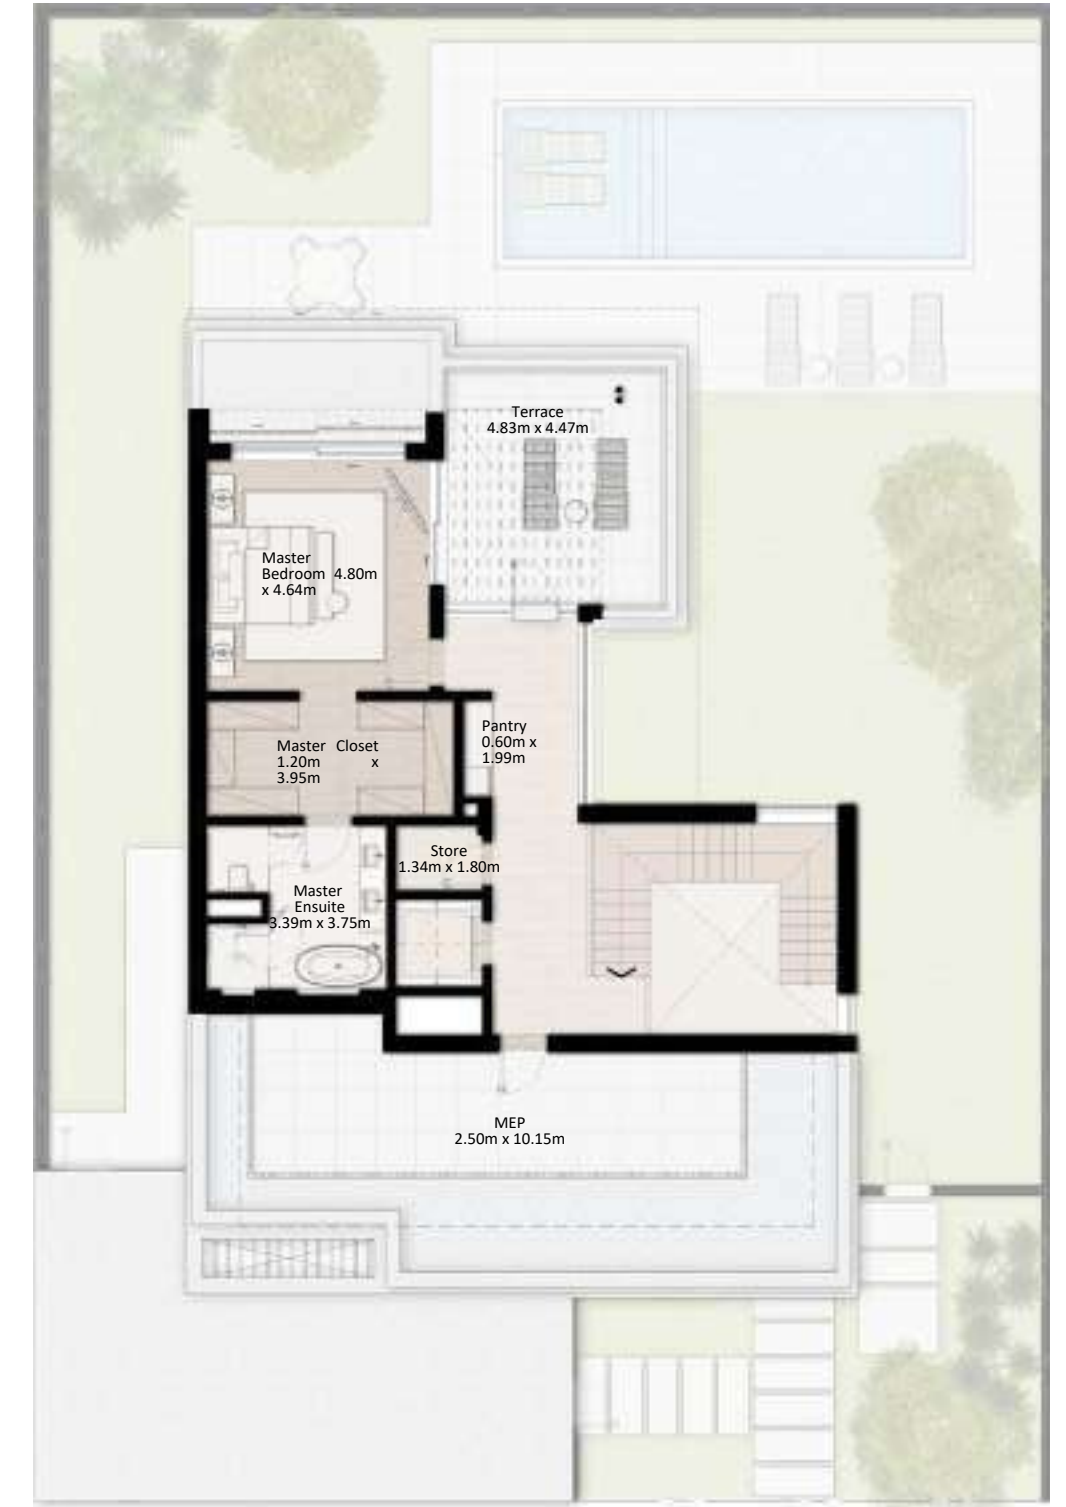 Terrace
4.83m x 4.47m
Master
Bedroom 4.80m
x 4.64m
Pantry
0.60m x
1.99m
Master Closet
1.20m x
3.95m
Store
1.34m x 1.80m
Master
Ensuite
3.39m x 3.75m
MEP
2.50m x 10.15m